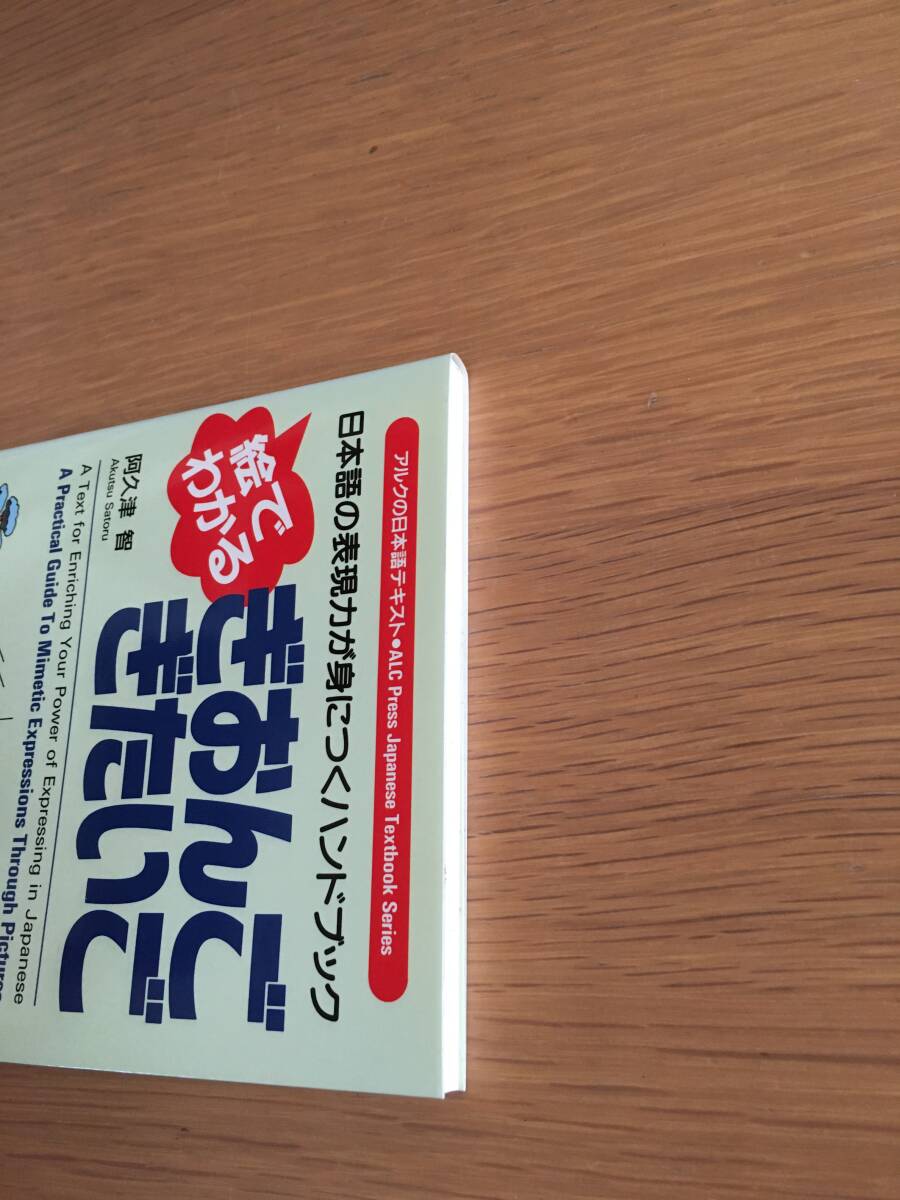 アルクの日本語テキスト●ALC Press Japanese Textbook Series
日本語の表現力が身につくハンドブック
絵で
わかる
ぎおんご
ぎたいご
阿久津 智
Akutsu Satoru
A Text for Enriching Your Power of Expressing in Japanese
A Practical Guide To Mimetic Expressions Through Pictures